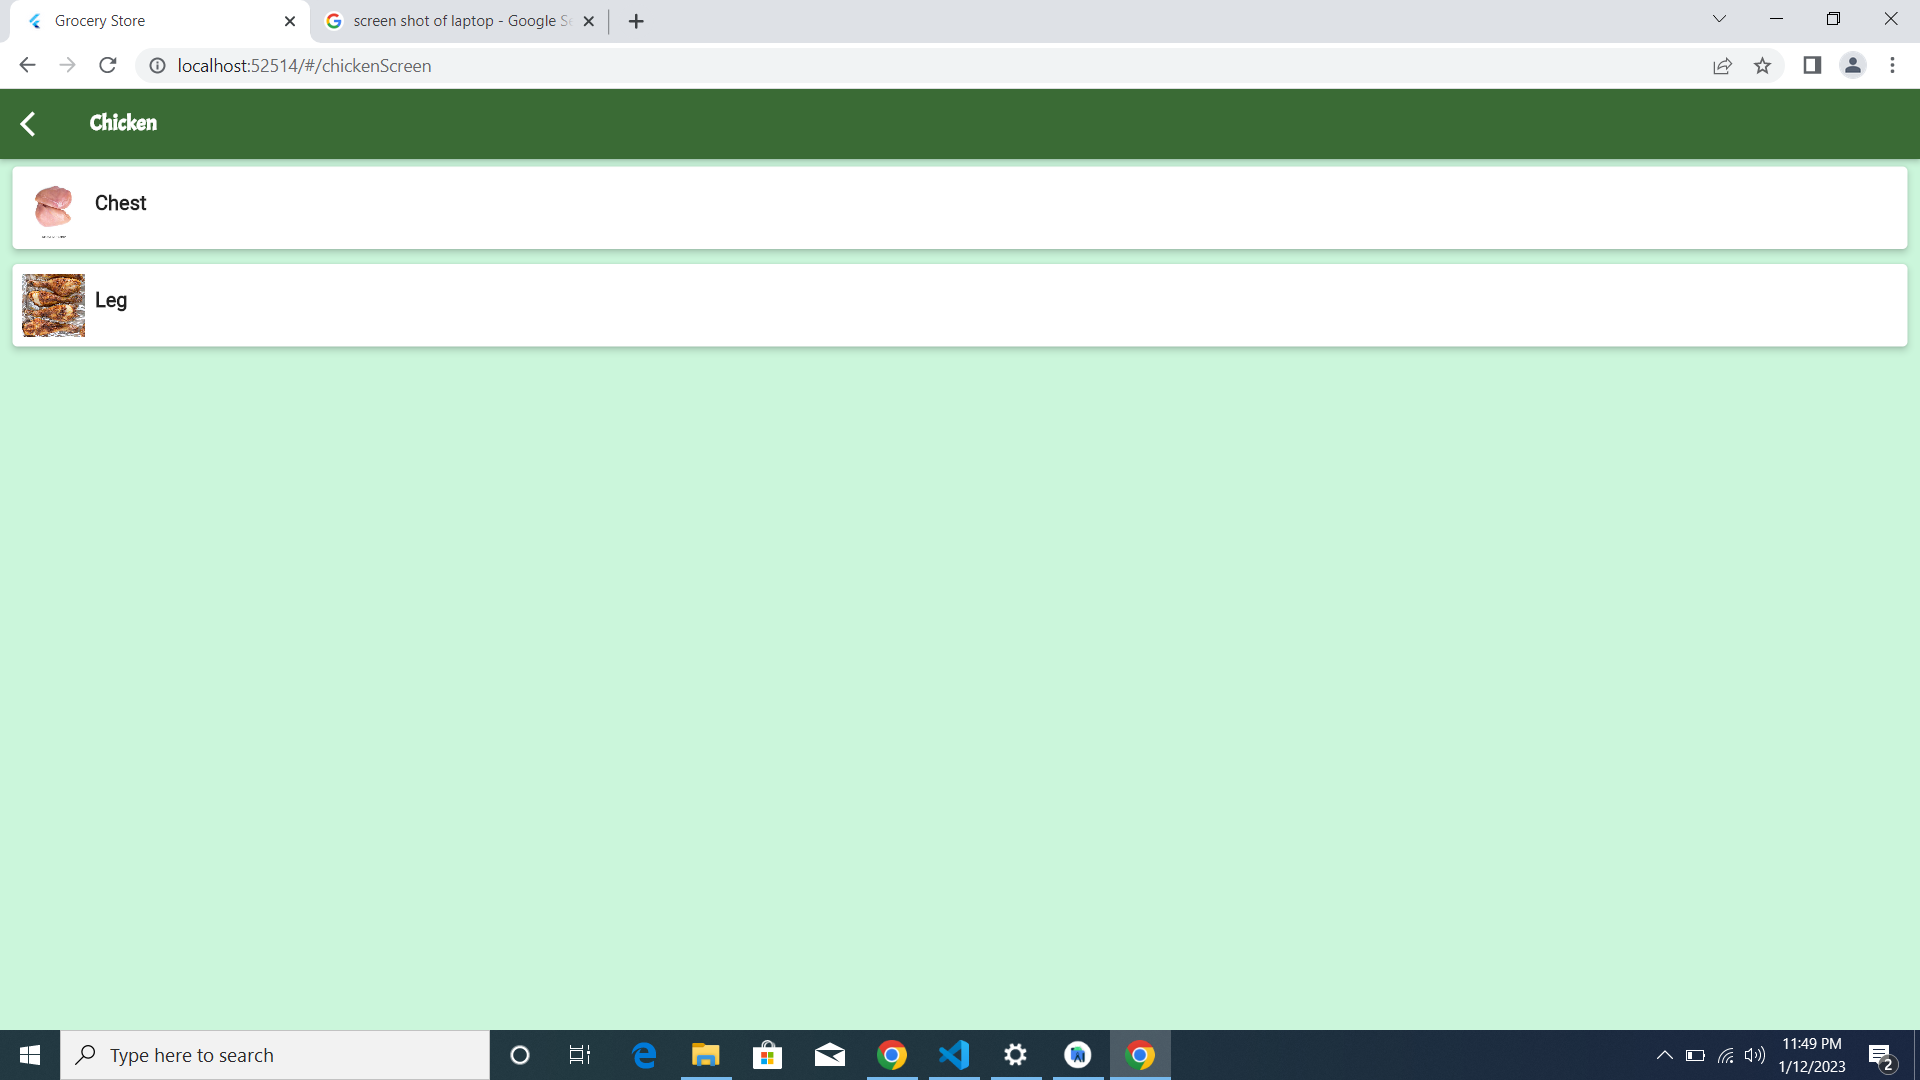 Grocery Store
screen shot of laptop - Google Se
localhost:52514/#/chickenScreen
Chicken
Chest
Leg
Type here to search
11:49 PM
1/12/2023
2